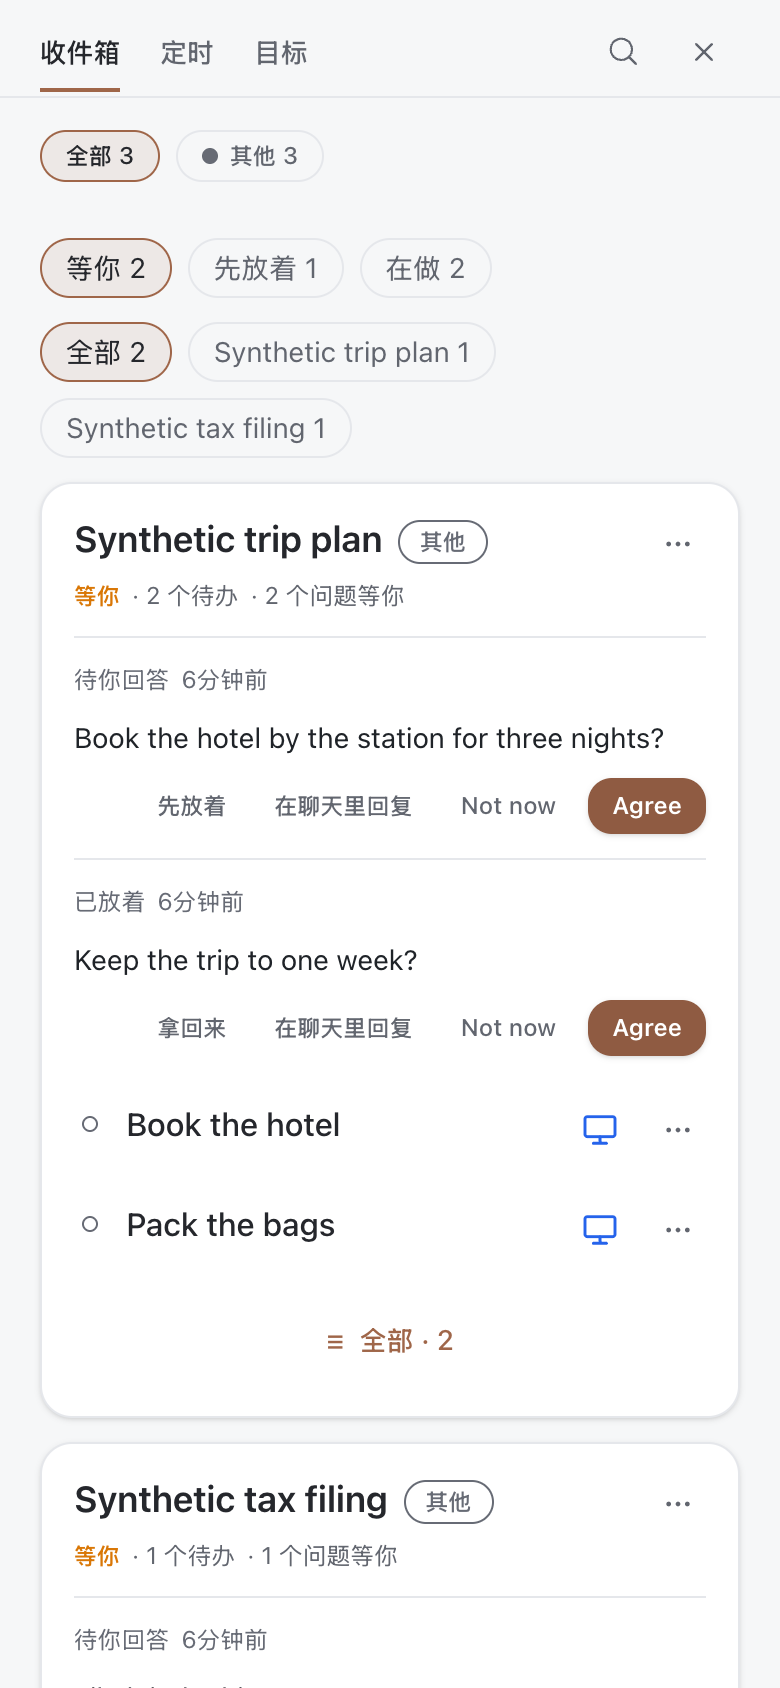 收件箱 定时 目标
全部 3 其他 3
等你 2 先放着 1 在做 2
全部 2 Synthetic trip plan 1
Synthetic tax filing 1
Synthetic trip plan 其他
等你 · 2 个待办 · 2 个问题等你
待你回答 6分钟前
Book the hotel by the station for three nights?
先放着 在聊天里回复 Not now Agree
已放着 6分钟前
Keep the trip to one week?
拿回来 在聊天里回复 Not now Agree
Book the hotel
Pack the bags
全部 · 2
Synthetic tax filing 其他
等你 · 1 个待办 · 1 个问题等你
待你回答 6分钟前